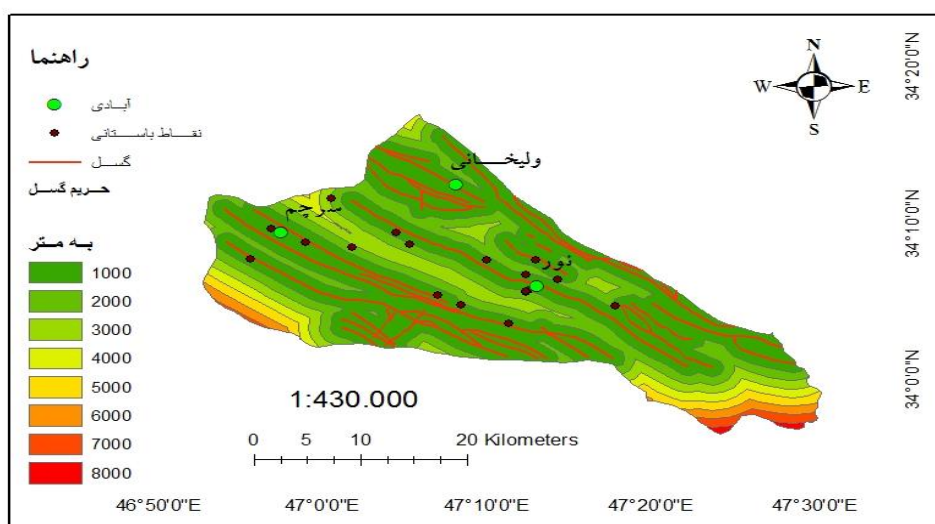 راهنما
آبادی
نقاط باستانی
گسل
حریم گسل
به متر
1000
2000
3000
4000
5000
6000
7000
8000
N
W E
S
ولیخانی
سرچم
نور
1:430.000
0 5 10 20 Kilometers
46°50'0"E 47°0'0"E 47°10'0"E 47°20'0"E 47°30'0"E
34°20'0"N
34°10'0"N
34°0'0"N